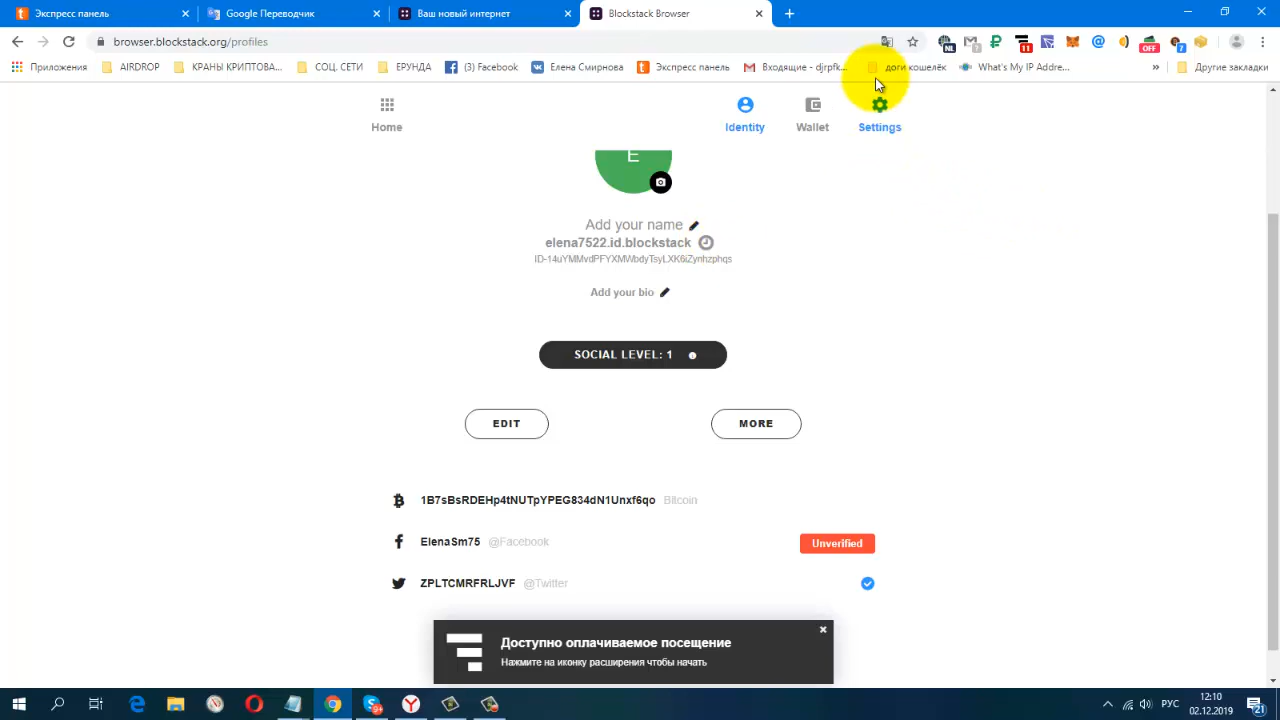 Экспресс панель
Google Переводчик
Ваш новый интернет
Blockstack Browser
browser.blockstack.org/profiles
NL
?
11
OFF
7
Приложения
AIRDROP
КРАНЫ КРИПТОВА...
СОЦ. СЕТИ
ЕРУНДА
(3) Facebook
Елена Смирнова
Экспресс панель
Входящие - djrpfk...
доги кошелёк
What's My IP Addre...
»
Другие закладки
Home
Identity
Wallet
Settings
E
Add your name
elena7522.id.blockstack
ID-14uYMMvdPFYXMWbdyTsyLXK6iZynhzphqs
Add your bio
SOCIAL LEVEL: 1
EDIT
MORE
1B7sBsRDEHp4tNUTpYPEG834dN1Unxf6qo Bitcoin
ElenaSm75 @Facebook
Unverified
ZPLTCMRFRLJVF @Twitter
Доступно оплачиваемое посещение
Нажмите на иконку расширения чтобы начать
РУС
12:10
02.12.2019
21